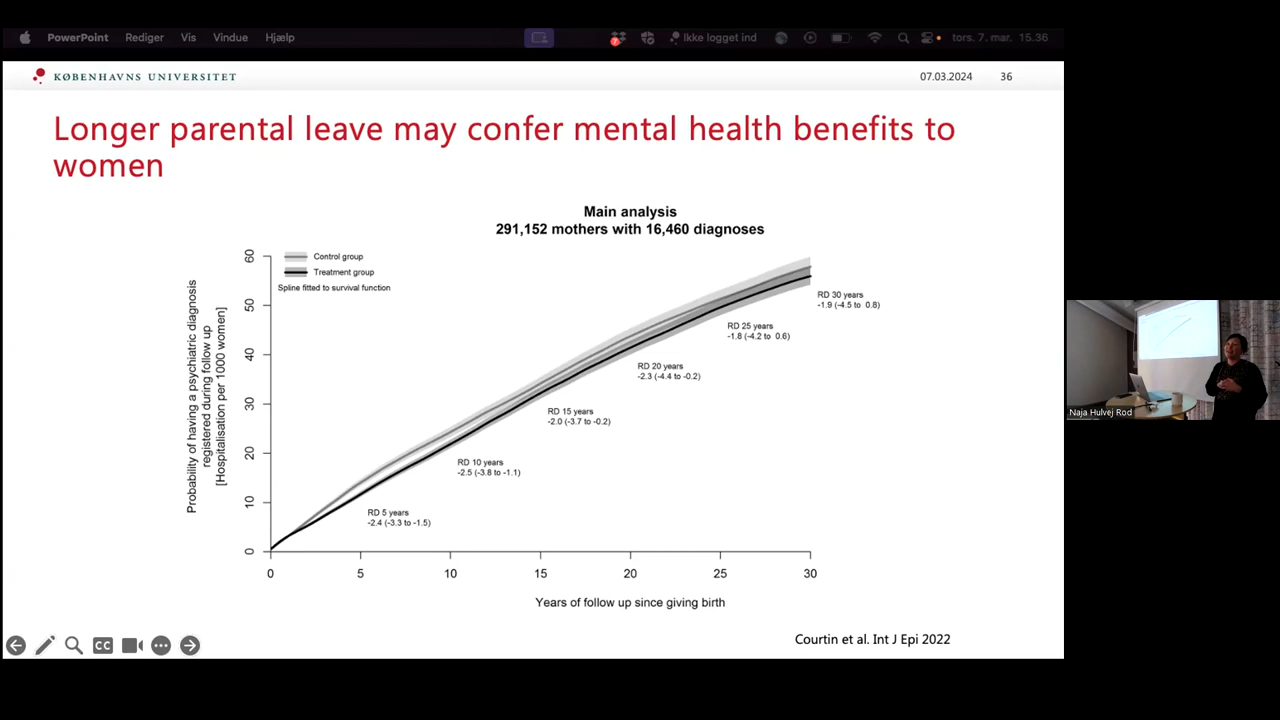 PowerPoint Rediger Vis Vindue Hjælp 7 Ikke logget ind tors. 7. mar. 15.36
KØBENHAVNS UNIVERSITET 07.03.2024 36
Longer parental leave may confer mental health benefits to
women
Main analysis
291,152 mothers with 16,460 diagnoses
Probability of having a psychiatric diagnosis
registered during follow up
[Hospitalisation per 1000 women]
60
50
40
30
20
10
0
Control group
Treatment group
Spline fitted to survival function
RD 30 years
-1.9 (-4.5 to 0.8)
RD 25 years
-1.8 (-4.2 to 0.6)
RD 20 years
-2.3 (-4.4 to -0.2)
RD 15 years
-2.0 (-3.7 to -0.2)
RD 10 years
-2.5 (-3.8 to -1.1)
RD 5 years
-2.4 (-3.3 to -1.5)
0 5 10 15 20 25 30
Years of follow up since giving birth
Courtin et al. Int J Epi 2022
CC
Naja Hulvej Rod